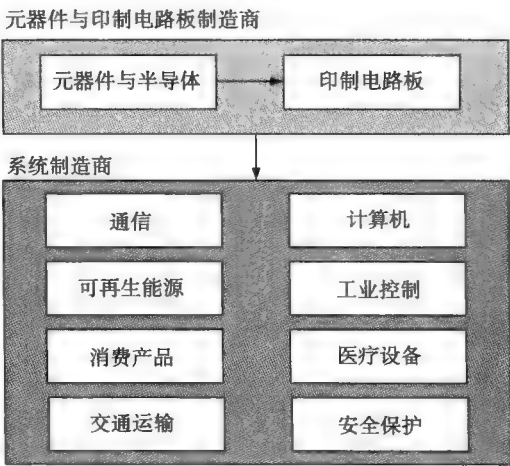 元器件与印制电路板制造商
元器件与半导体
印制电路板
系统制造商
通信
计算机
可再生能源
工业控制
消费产品
医疗设备
交通运输
安全保护